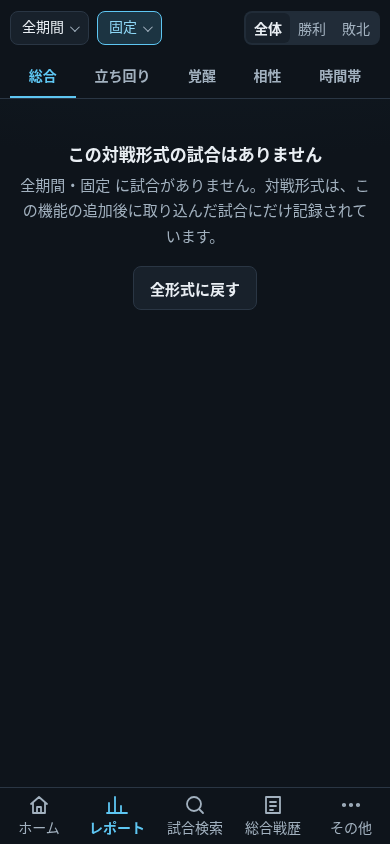 全期間 固定 全体 勝利 敗北
総合 立ち回り 覚醒 相性 時間帯
この対戦形式の試合はありません
全期間・固定 に試合がありません。対戦形式は、こ
の機能の追加後に取り込んだ試合にだけ記録されて
います。
全形式に戻す
ホーム レポート 試合検索 総合戦歴 その他